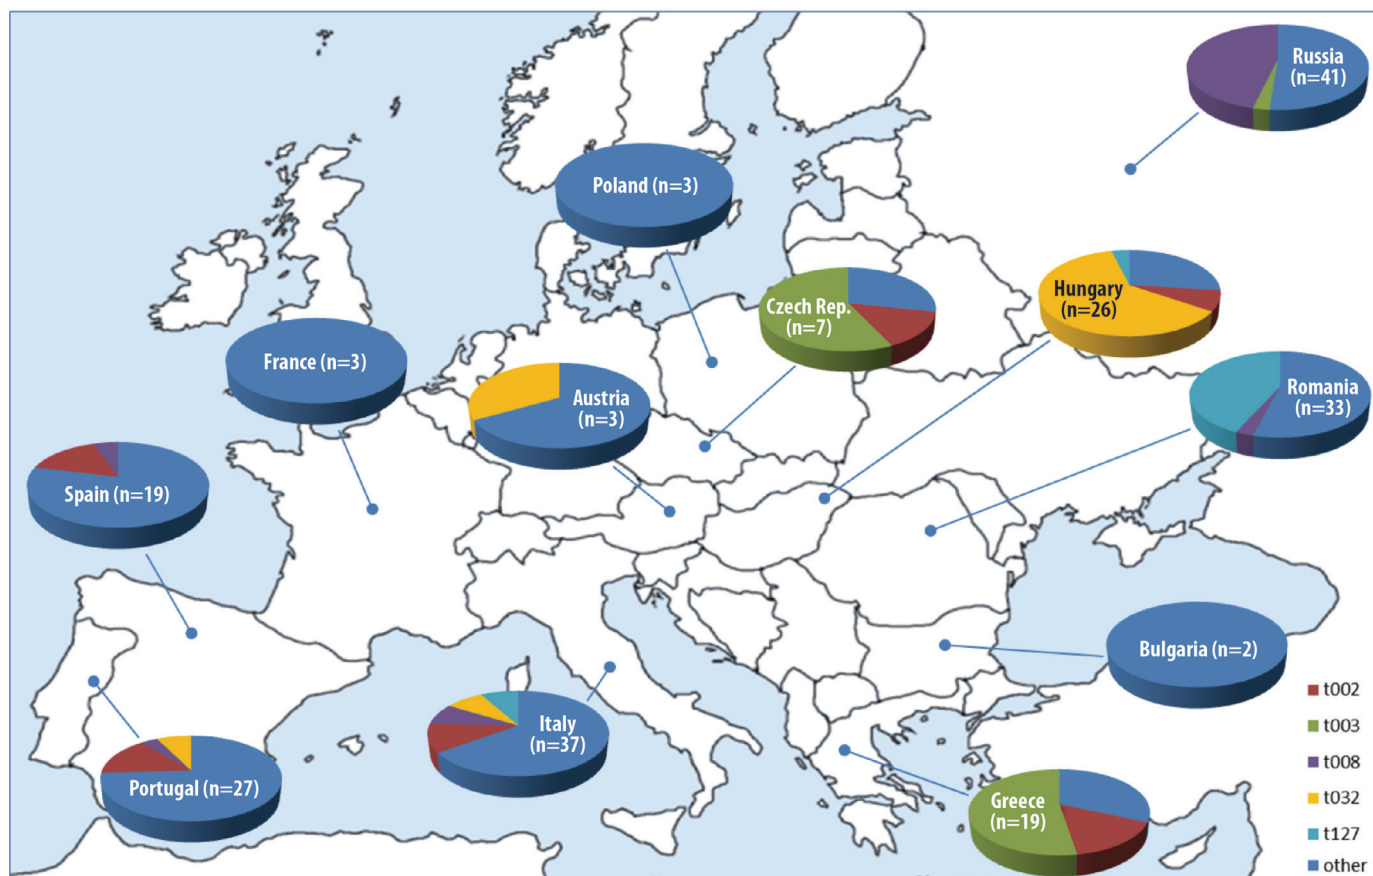 Russia
(n=41)
Poland (n=3)
Hungary
(n=26)
Czech Rep.
(n=7)
France (n=3)
Austria
(n=3)
Romania
(n=33)
Spain (n=19)
Bulgaria (n=2)
Italy
(n=37)
Portugal (n=27)
Greece
(n=19)
t002
t003
t008
t032
t127
other